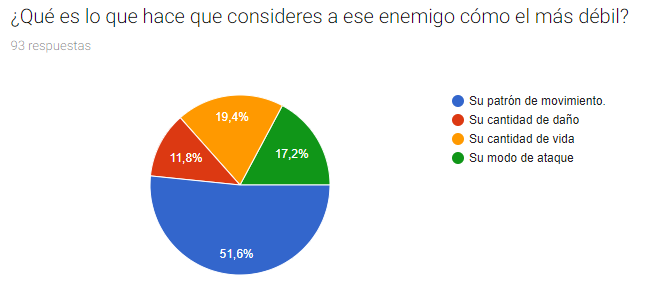 ¿Qué es lo que hace que consideres a ese enemigo cómo el más débil?
93 respuestas
Su patrón de movimiento.
Su cantidad de daño
Su cantidad de vida
Su modo de ataque
19,4%
17,2%
11,8%
51,6%